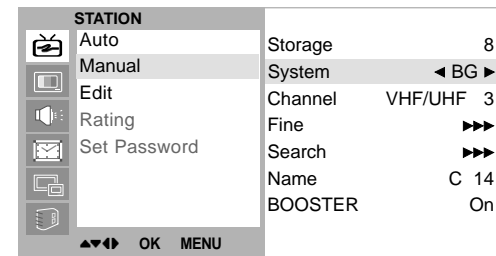 STATION
Auto
Manual
Edit
Rating
Set Password
Storage 8
System ◄ BG ►
Channel VHF/UHF 3
Fine ►►►
Search ►►►
Name C 14
BOOSTER On
▲▼◄► OK MENU